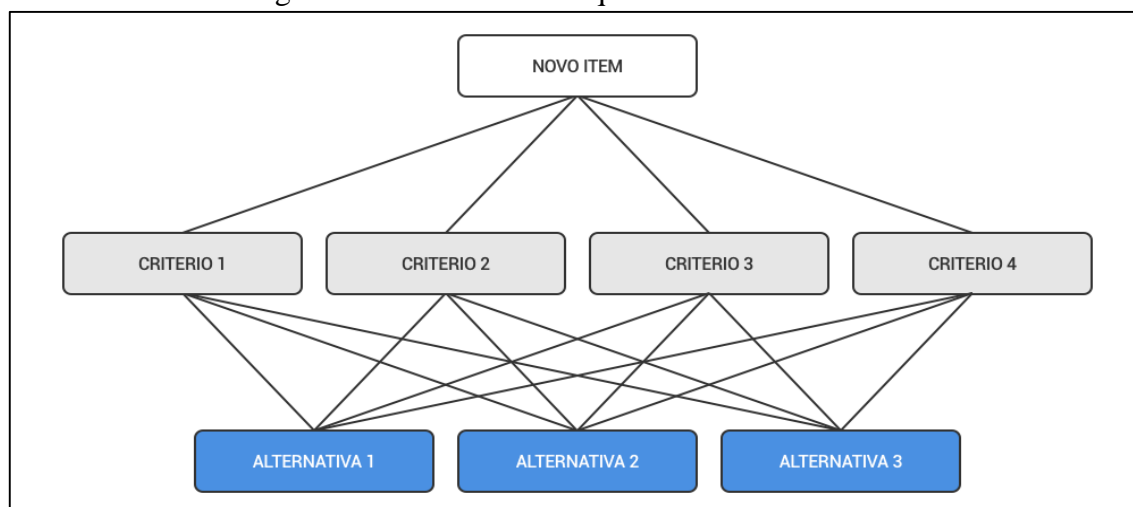 NOVO ITEM
CRITERIO 1 CRITERIO 2 CRITERIO 3 CRITERIO 4
ALTERNATIVA 1 ALTERNATIVA 2 ALTERNATIVA 3